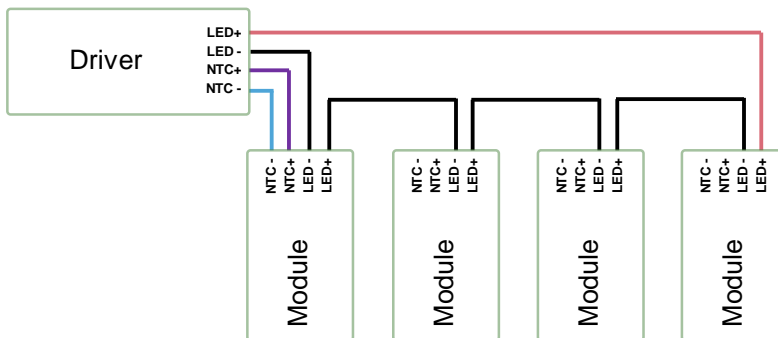 Driver
LED+
LED -
NTC+
NTC -
NTC -
NTC+
LED -
LED+
Module
NTC -
NTC+
LED -
LED+
Module
NTC -
NTC+
LED -
LED+
Module
NTC -
NTC+
LED -
LED+
Module